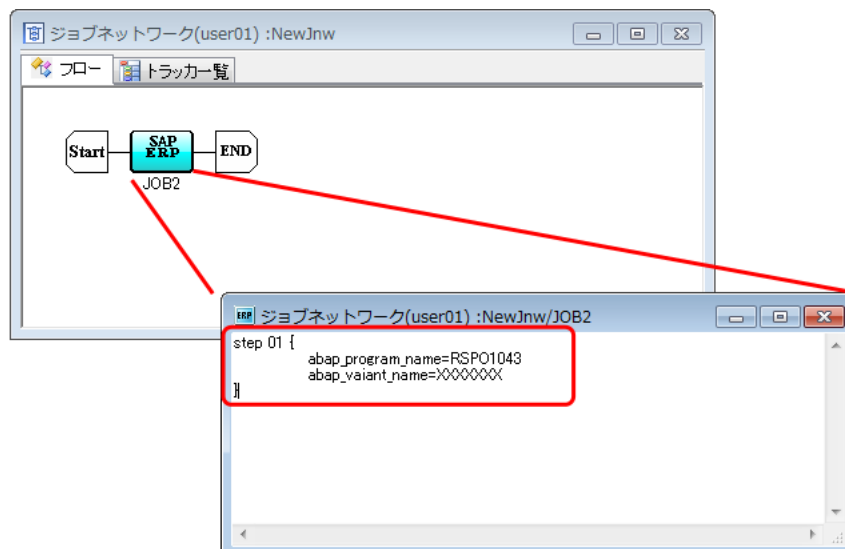 ジョブネットワーク(user01) :NewJnw
フロー
トラッカ一覧
Start
SAP
ERP
END
JOB2
ERP
ジョブネットワーク(user01) :NewJnw/JOB2
step 01 {
abap_program_name=RSPO1043
abap_vaiant_name=XXXXXXX
}